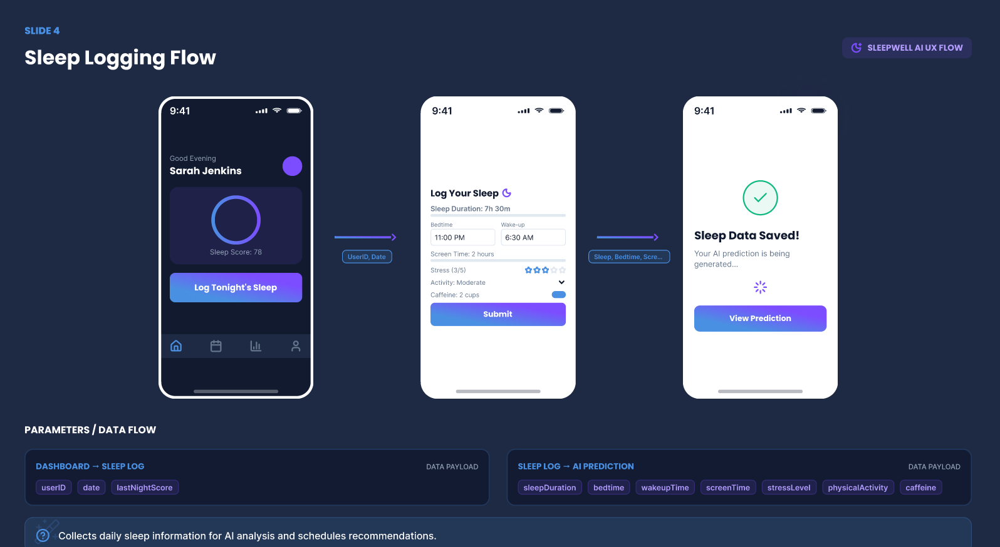 SLIDE 4
Sleep Logging Flow
SLEEPWELL AI UX FLOW
9:41
Good Evening
Sarah Jenkins
Sleep Score: 78
Log Tonight's Sleep
UserID, Date
9:41
Log Your Sleep
Sleep Duration: 7h 30m
Bedtime Wake-up
11:00 PM 6:30 AM
Screen Time: 2 hours
Stress (3/5)
Activity: Moderate
Caffeine: 2 cups
Submit
Sleep, Bedtime, Scre...
9:41
Sleep Data Saved!
Your AI prediction is being
generated...
View Prediction
PARAMETERS / DATA FLOW
DASHBOARD → SLEEP LOG DATA PAYLOAD
userID date lastNightScore
SLEEP LOG → AI PREDICTION DATA PAYLOAD
sleepDuration bedtime wakeupTime screenTime stressLevel physicalActivity caffeine
Collects daily sleep information for AI analysis and schedules recommendations.